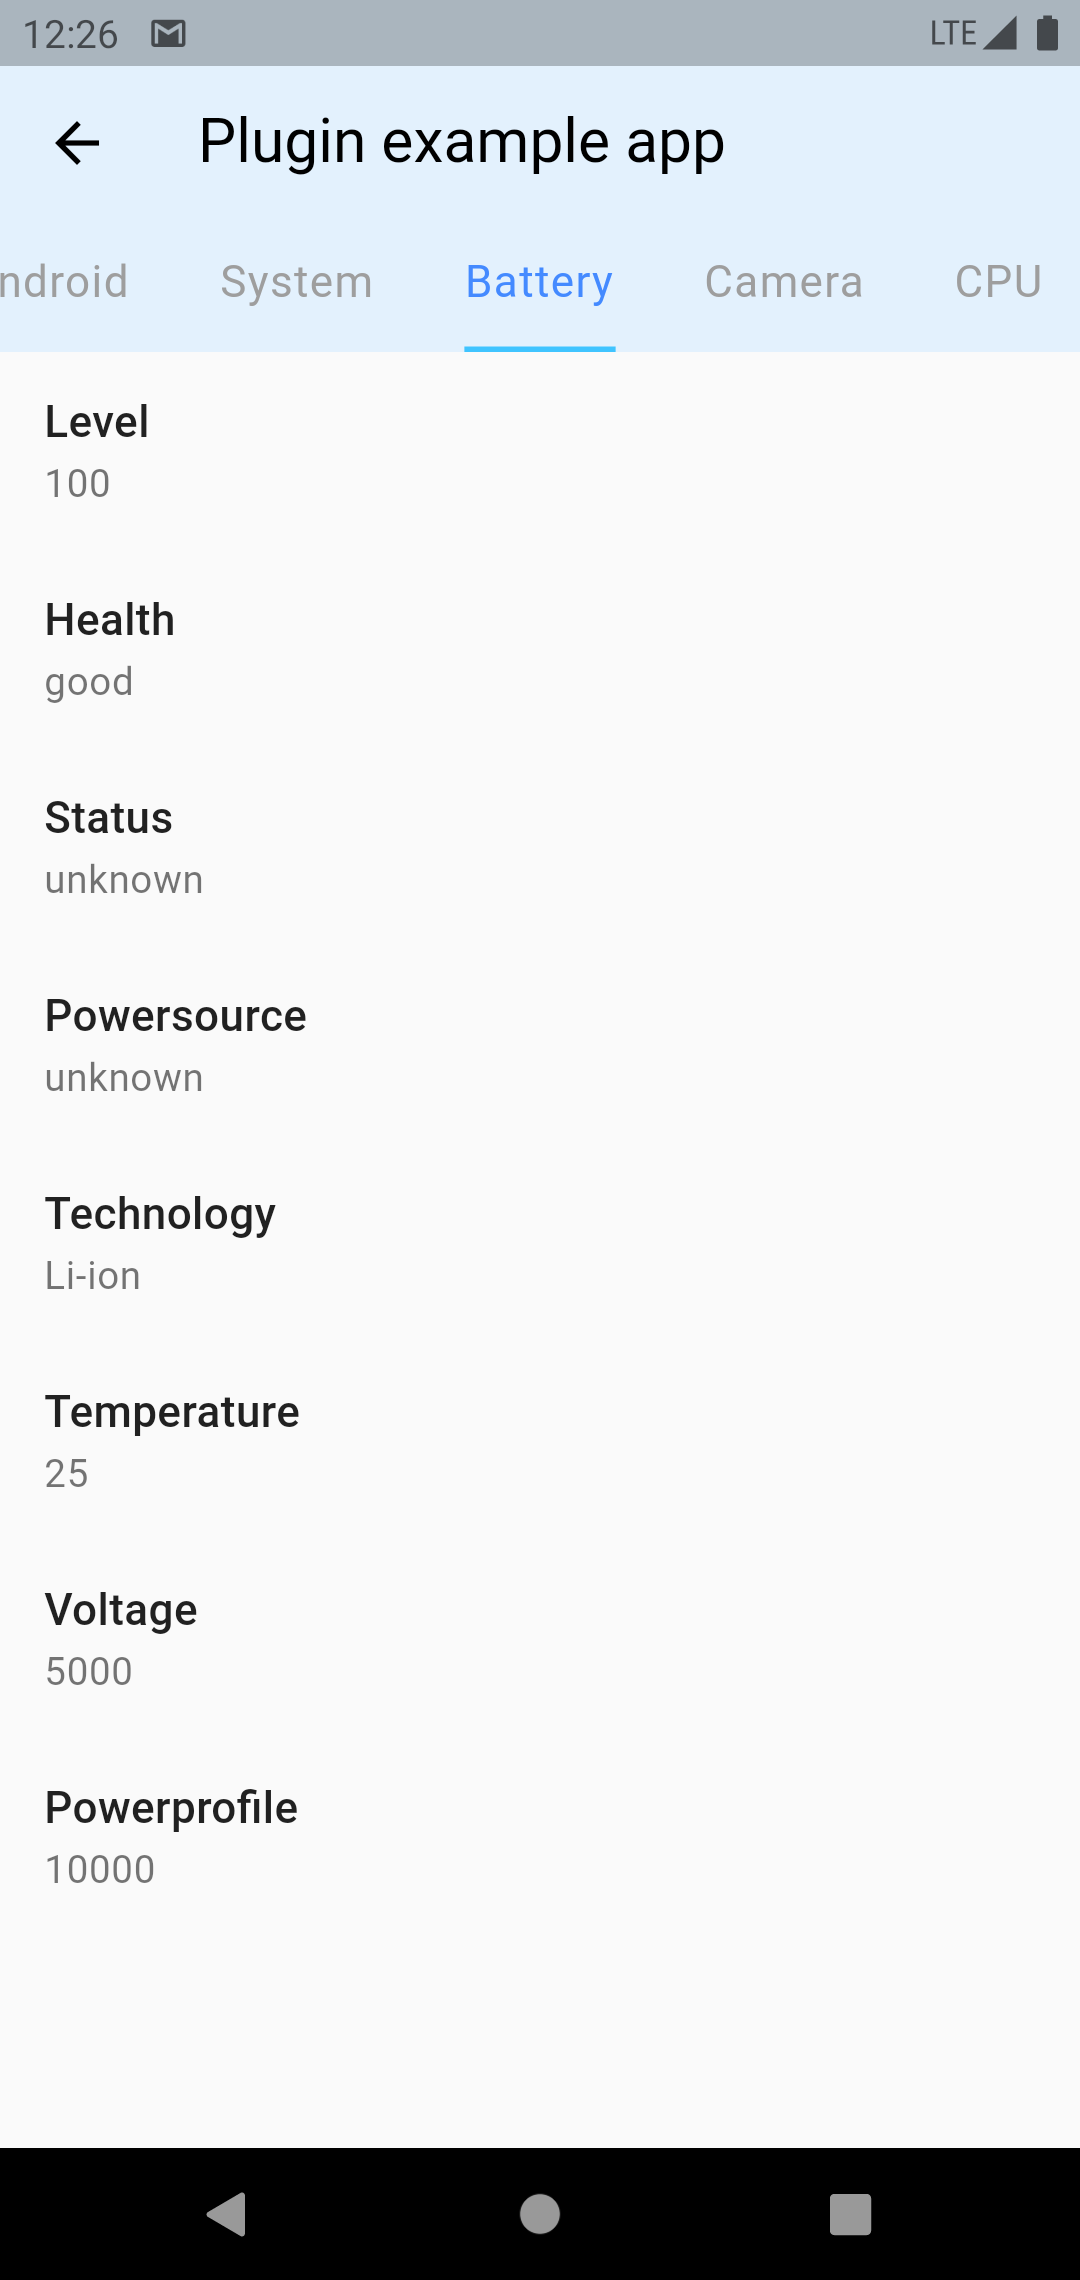 12:26 LTE
Plugin example app
ndroid System Battery Camera CPU
Level
100
Health
good
Status
unknown
Powersource
unknown
Technology
Li-ion
Temperature
25
Voltage
5000
Powerprofile
10000